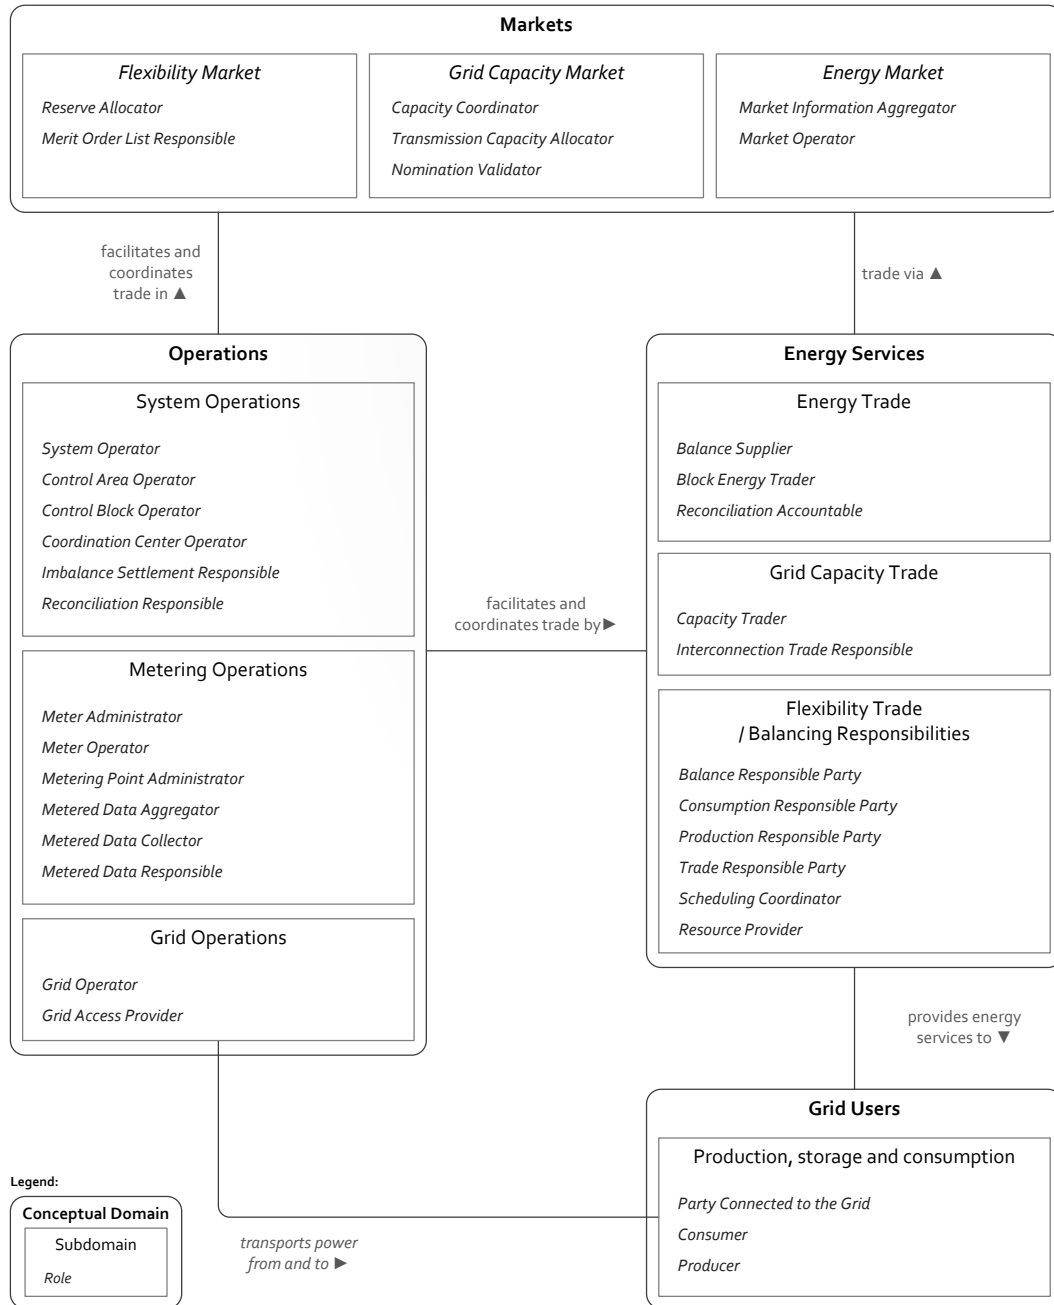 Markets
Flexibility Market
Reserve Allocator
Merit Order List Responsible
Grid Capacity Market
Capacity Coordinator
Transmission Capacity Allocator
Nomination Validator
Energy Market
Market Information Aggregator
Market Operator
facilitates and
coordinates
trade in ▲
trade via ▲
Operations
System Operations
System Operator
Control Area Operator
Control Block Operator
Coordination Center Operator
Imbalance Settlement Responsible
Reconciliation Responsible
Metering Operations
Meter Administrator
Meter Operator
Metering Point Administrator
Metered Data Aggregator
Metered Data Collector
Metered Data Responsible
Grid Operations
Grid Operator
Grid Access Provider
facilitates and
coordinates trade by ►
Energy Services
Energy Trade
Balance Supplier
Block Energy Trader
Reconciliation Accountable
Grid Capacity Trade
Capacity Trader
Interconnection Trade Responsible
Flexibility Trade
/ Balancing Responsibilities
Balance Responsible Party
Consumption Responsible Party
Production Responsible Party
Trade Responsible Party
Scheduling Coordinator
Resource Provider
provides energy
services to ▼
Grid Users
Production, storage and consumption
Party Connected to the Grid
Consumer
Producer
transports power
from and to ►
Legend:
Conceptual Domain
Subdomain
Role